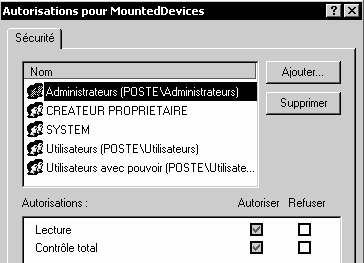 Autorisations pour MountedDevices
Sécurité
Nom
Administrateurs (POSTE\Administrateurs)
CREATEUR PROPRIETAIRE
SYSTEM
Utilisateurs (POSTE\Utilisateurs)
Utilisateurs avec pouvoir (POSTE\Utilisate...
Ajouter...
Supprimer
Autorisations : Autoriser Refuser
Lecture
Contrôle total